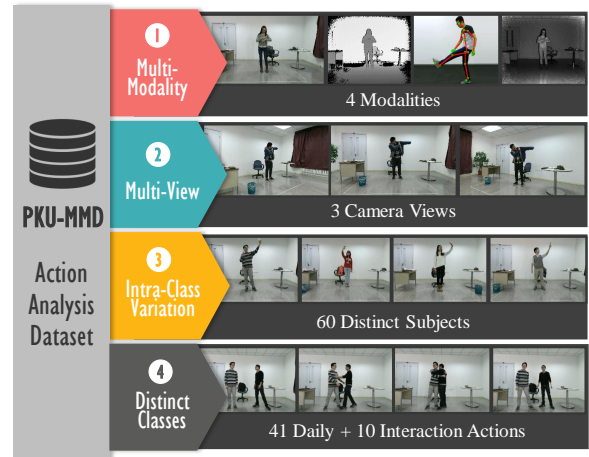 PKU-MMD
Action
Analysis
Dataset
1
Multi-
Modality
4 Modalities
2
Multi-View
3 Camera Views
3
Intra-Class
Variation
60 Distinct Subjects
4
Distinct
Classes
41 Daily + 10 Interaction Actions